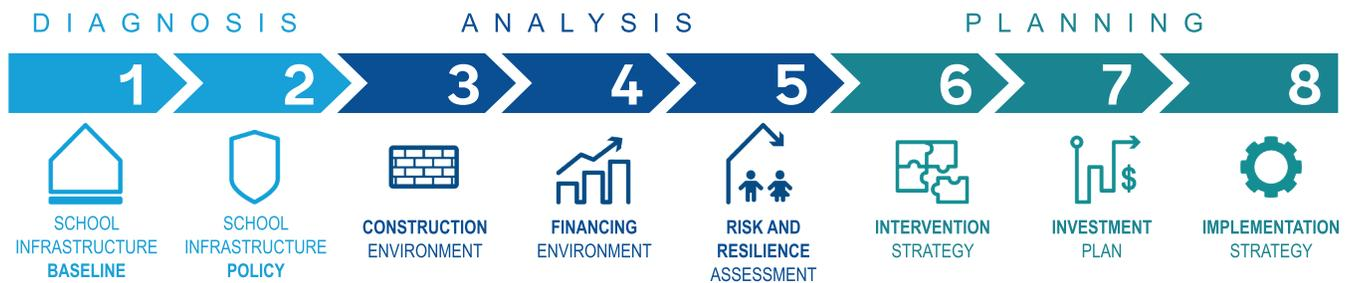 DIAGNOSIS ANALYSIS PLANNING
1 2 3 4 5 6 7 8
SCHOOL
INFRASTRUCTURE
BASELINE
SCHOOL
INFRASTRUCTURE
POLICY
CONSTRUCTION
ENVIRONMENT
FINANCING
ENVIRONMENT
RISK AND
RESILIENCE
ASSESSMENT
INTERVENTION
STRATEGY
$
INVESTMENT
PLAN
IMPLEMENTATION
STRATEGY